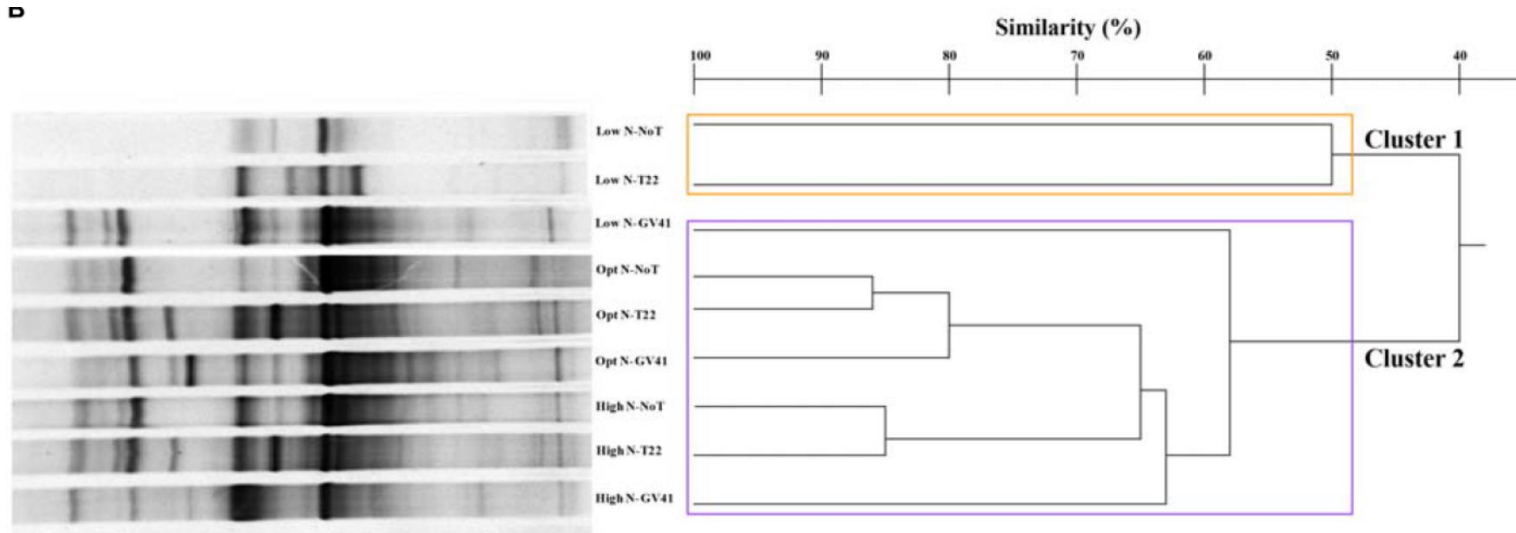 B
Similarity (%)
100 90 80 70 60 50 40
Low N-NoT
Cluster 1
Low N-T22
Low N-GV41
Opt N-NoT
Opt N-T22
Opt N-GV41
Cluster 2
High N-NoT
High N-T22
High N-GV41